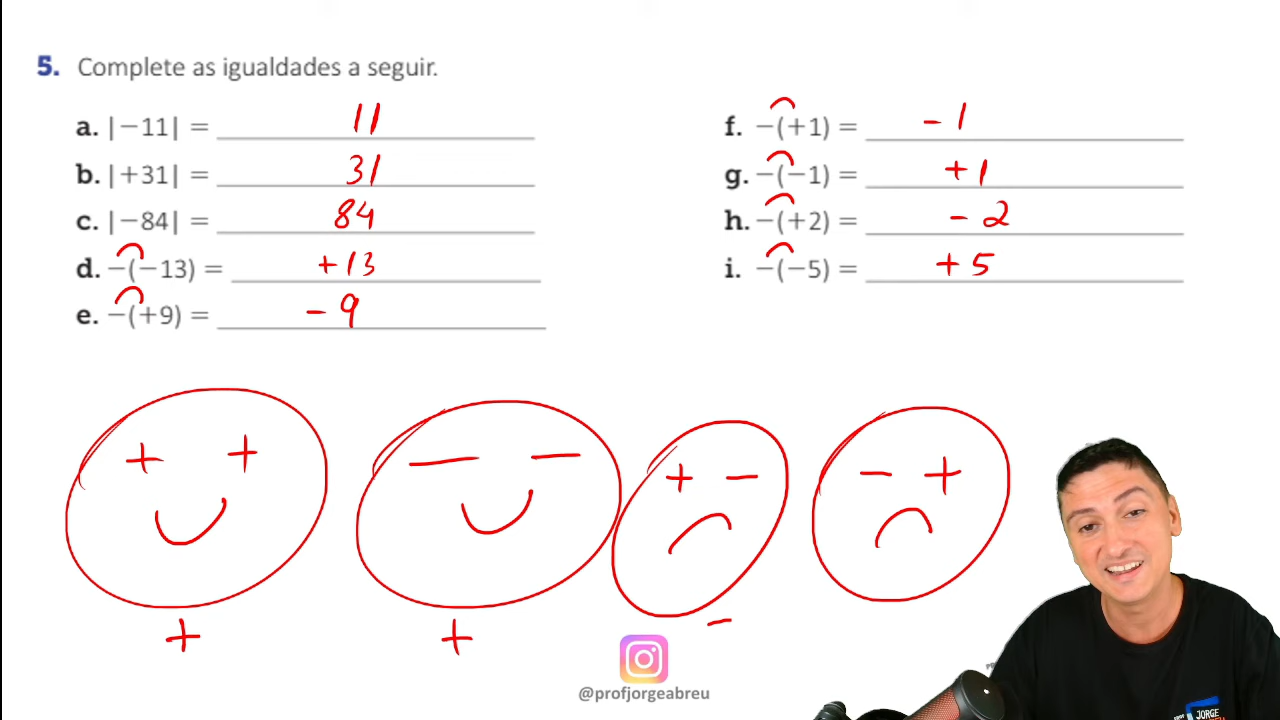 5. Complete as igualdades a seguir.
a. |−11| = 11
b. |+31| = 31
c. |−84| = 84
d. −(−13) = +13
e. −(+9) = −9
f. −(+1) = −1
g. −(−1) = +1
h. −(+2) = −2
i. −(−5) = +5
+ +
− −
+ −
− +
+
+
−
@profjorgeabreu
JORGE